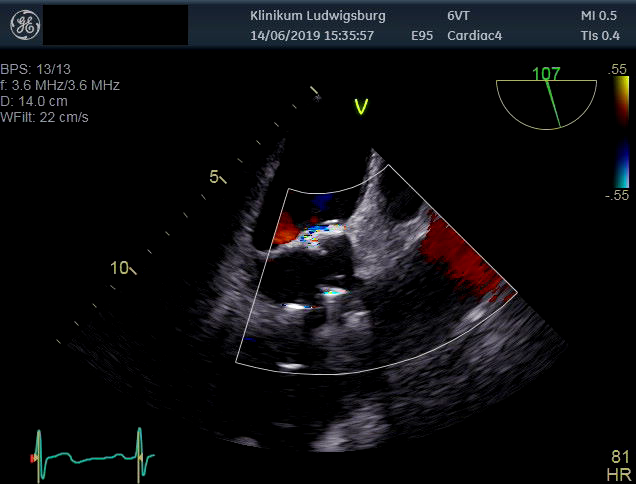 Klinikum Ludwigsburg 6VT MI 0.5
14/06/2019 15:35:57 E95 Cardiac4 TIs 0.4
BPS: 13/13
f: 3.6 MHz/3.6 MHz
D: 14.0 cm
WFilt: 22 cm/s
107
.55
-.55
V
5
10
81
HR